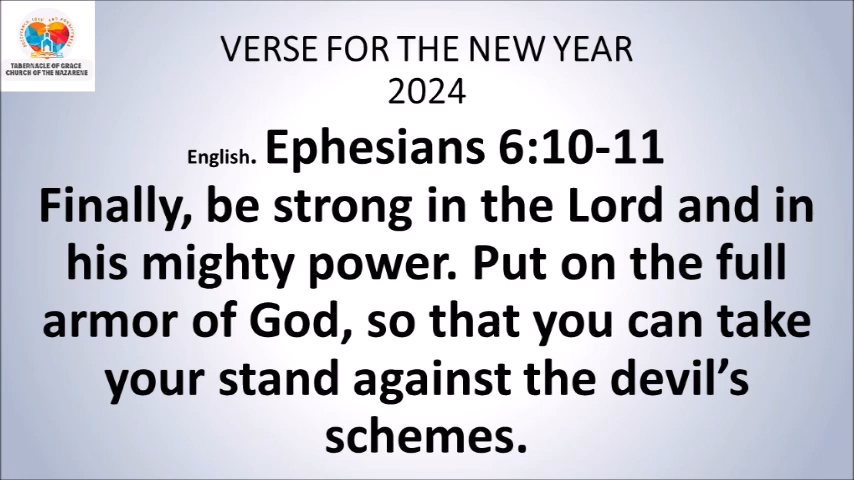 TABERNACLE OF GRACE
CHURCH OF THE NAZARENE
VERSE FOR THE NEW YEAR
2024
English. Ephesians 6:10-11
Finally, be strong in the Lord and in
his mighty power. Put on the full
armor of God, so that you can take
your stand against the devil’s
schemes.